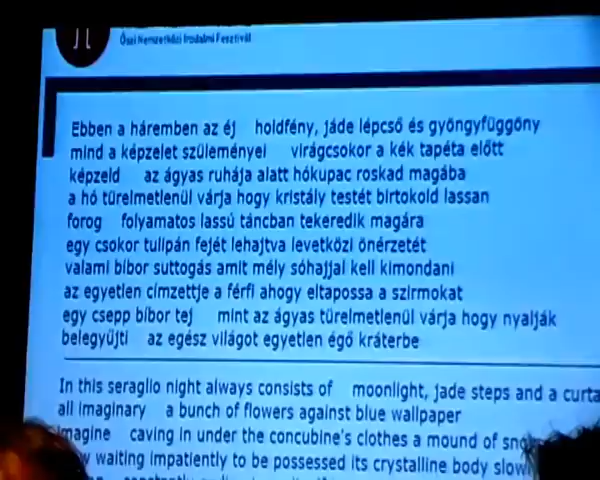 Őszi Nemzetközi Irodalmi Fesztivál
Ebben a háremben az éj holdfény, jáde lépcső és gyöngyfüggöny
mind a képzelet szüleményei virágcsokor a kék tapéta előtt
képzeld az ágyas ruhája alatt hókupac roskad magába
a hó türelmetlenül várja hogy kristály testét birtokold lassan
forog folyamatos lassú táncban tekeredik magára
egy csokor tulipán fejét lehajtva levetközi önérzetét
valami bíbor suttogás amit mély sóhajjal kell kimondani
az egyetlen címzettje a férfi ahogy eltapossa a szirmokat
egy csepp bíbor tej mint az ágyas türelmetlenül várja hogy nyalják
belegyűjti az egész világot egyetlen égő kráterbe
In this seraglio night always consists of moonlight, jade steps and a curta
all imaginary a bunch of flowers against blue wallpaper
imagine caving in under the concubine's clothes a mound of
waiting impatiently to be possessed its crystalline body slow